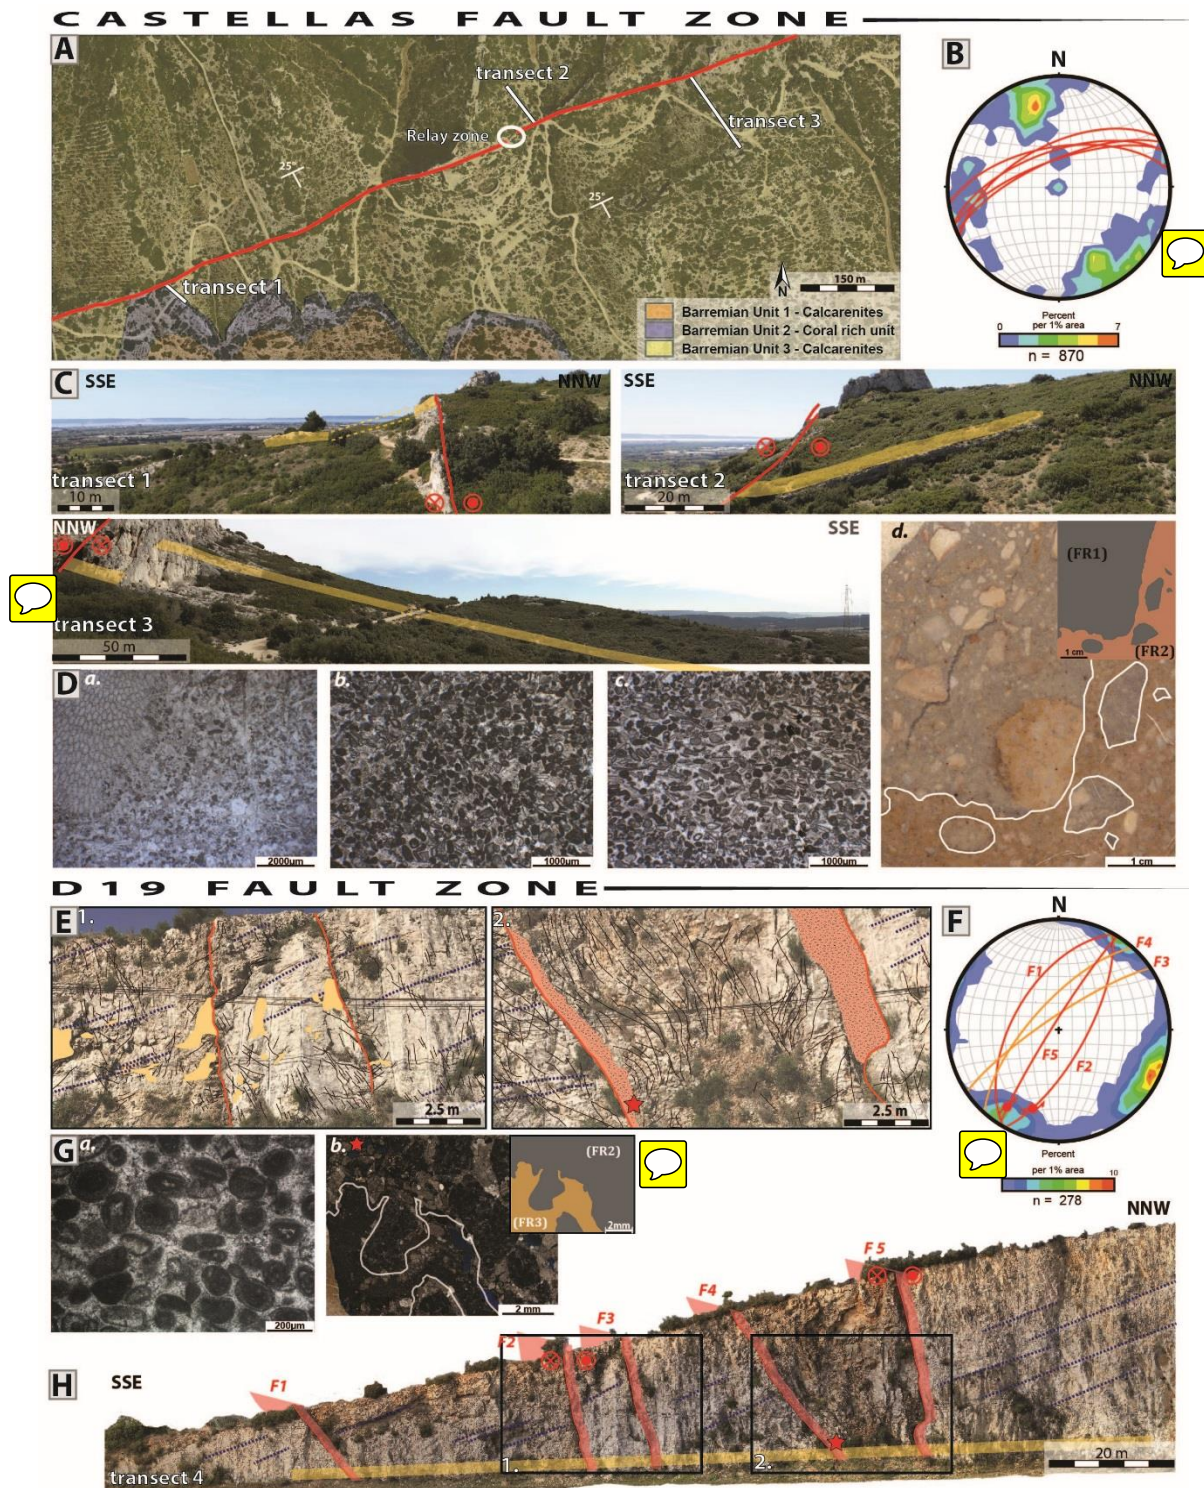 CASTELLAS FAULT ZONE
A
transect 2
transect 3
Relay zone
25°
25°
transect 1
N
150 m
Barremian Unit 1 - Calcarenites
Barremian Unit 2 - Coral rich unit
Barremian Unit 3 - Calcarenites
B
N
Percent
per 1% area
0
7
n = 870
C
SSE
NNW
transect 1
10 m
SSE
NNW
transect 2
20 m
NNW
SSE
transect 3
50 m
D
a.
2000µm
b.
1000µm
c.
1000µm
d.
(FR1)
(FR2)
1 cm
1 cm
D19 FAULT ZONE
E
1.
2.5 m
2.
2.5 m
F
N
F4
F3
F1
F5
F2
Percent
per 1% area
10
n = 278
G
a.
200µm
b.
2 mm
(FR2)
(FR3)
2mm
NNW
H
SSE
F1
F2
F3
F4
F5
1.
2.
transect 4
20 m